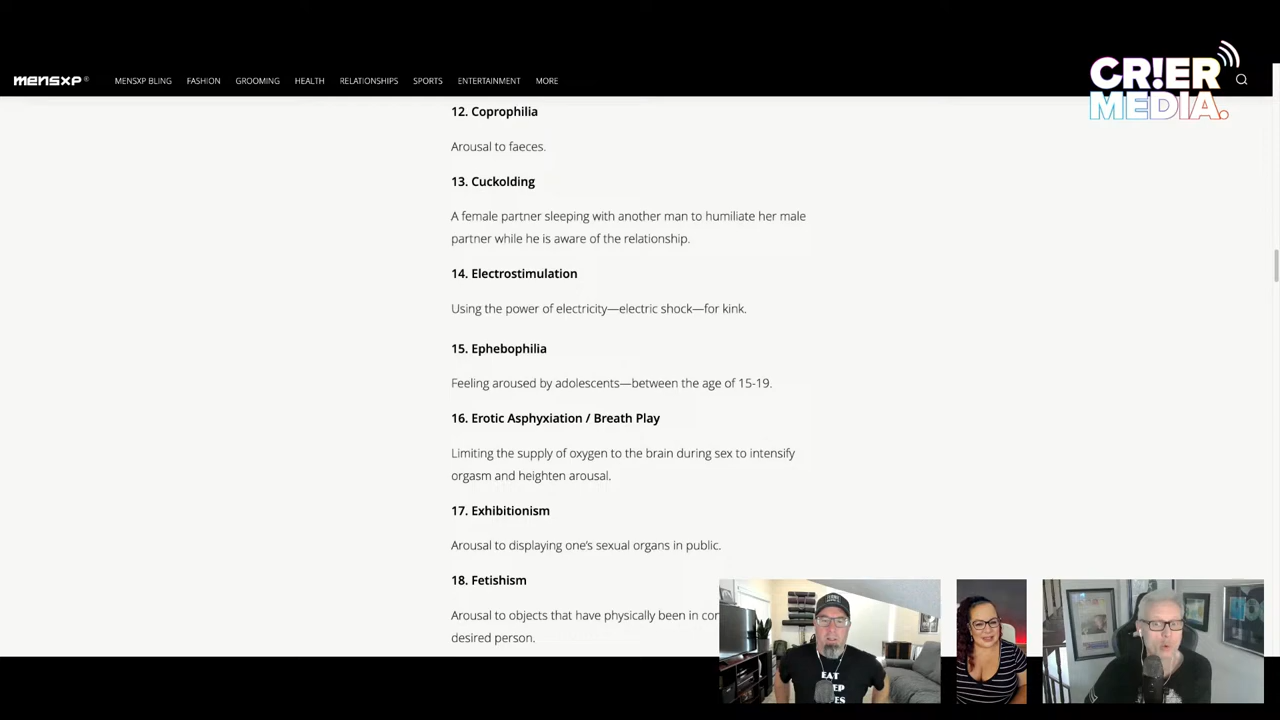 mensxp®
MENSXP BLING
FASHION
GROOMING
HEALTH
RELATIONSHIPS
SPORTS
ENTERTAINMENT
MORE
CR!ER
MEDIA.
12. Coprophilia
Arousal to faeces.
13. Cuckolding
A female partner sleeping with another man to humiliate her male
partner while he is aware of the relationship.
14. Electrostimulation
Using the power of electricity—electric shock—for kink.
15. Ephebophilia
Feeling aroused by adolescents—between the age of 15-19.
16. Erotic Asphyxiation / Breath Play
Limiting the supply of oxygen to the brain during sex to intensify
orgasm and heighten arousal.
17. Exhibitionism
Arousal to displaying one’s sexual organs in public.
18. Fetishism
Arousal to objects that have physically been in
desired person.
EAT